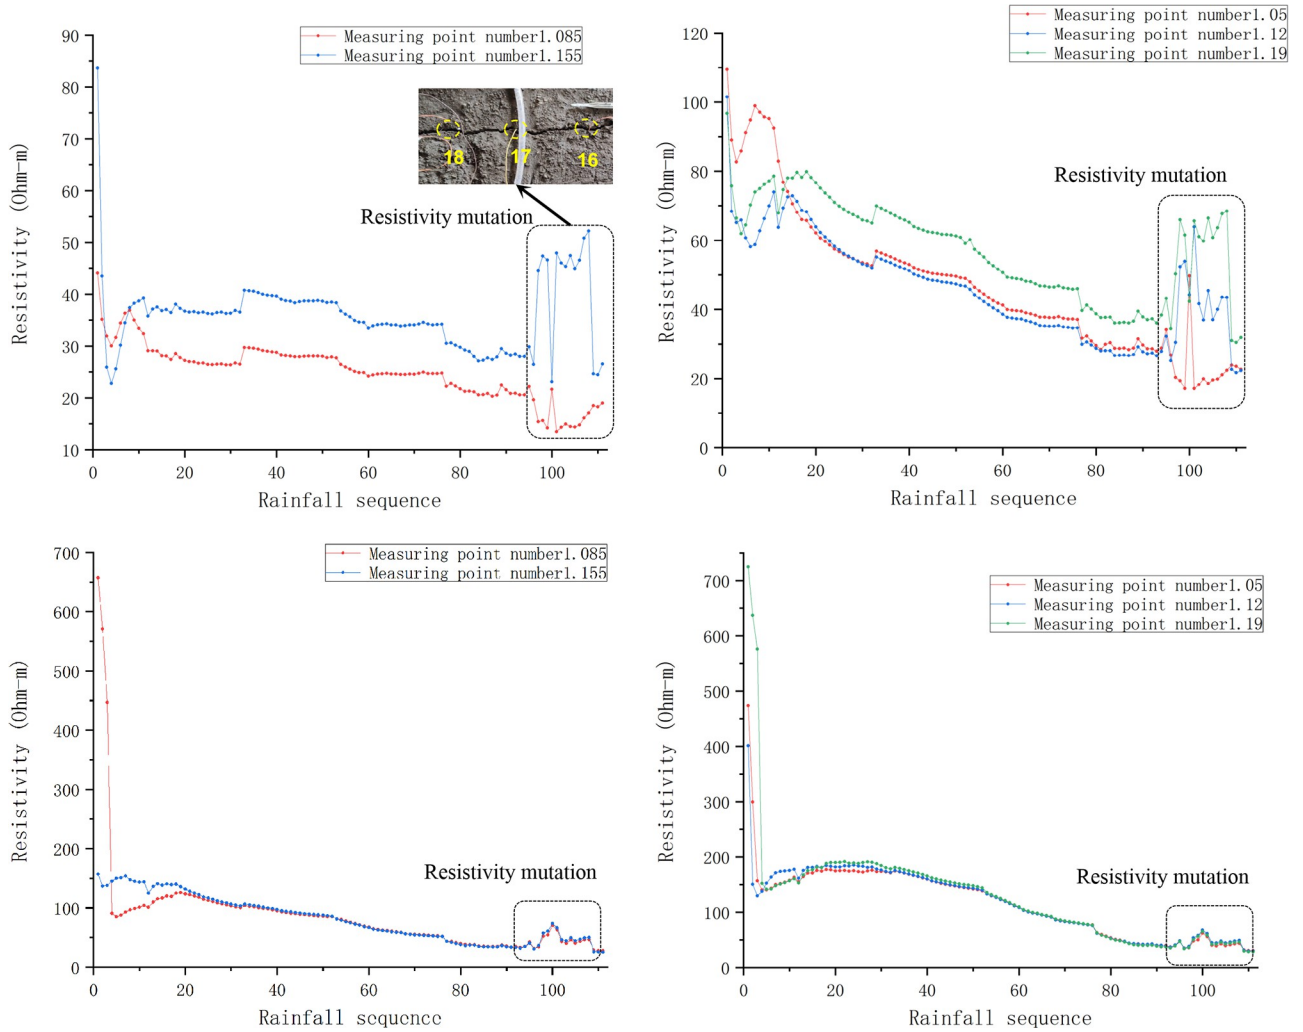 Measuring point number1.085
Measuring point number1.155
90
80
70
60
50
40
30
20
10
Resistivity (Ohm-m)
18
17
16
Resistivity mutation
0
20
40
60
80
100
Rainfall sequence
Measuring point number1.05
Measuring point number1.12
Measuring point number1.19
120
100
80
60
40
20
0
Resistivity (Ohm-m)
Resistivity mutation
0
20
40
60
80
100
Rainfall sequence
Measuring point number1.085
Measuring point number1.155
700
600
500
400
300
200
100
0
Resistivity (Ohm-m)
Resistivity mutation
0
20
40
60
80
100
Rainfall sequence
Measuring point number1.05
Measuring point number1.12
Measuring point number1.19
700
600
500
400
300
200
100
0
Resistivity (Ohm-m)
Resistivity mutation
0
20
40
60
80
100
Rainfall sequence